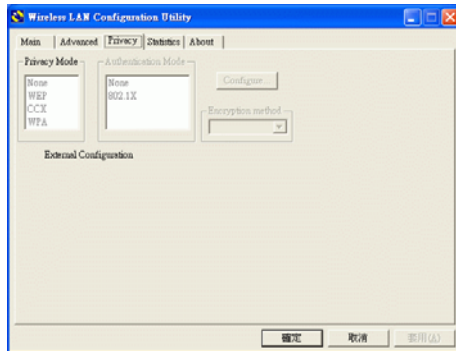 Wireless LAN Configuration Utility
Main Advanced Privacy Statistics About
Privacy Mode Authentication Mode
None None Configure...
WEP 802.1X
CCX Encryption method
WPA
External Configuration
確定 取消 套用(A)